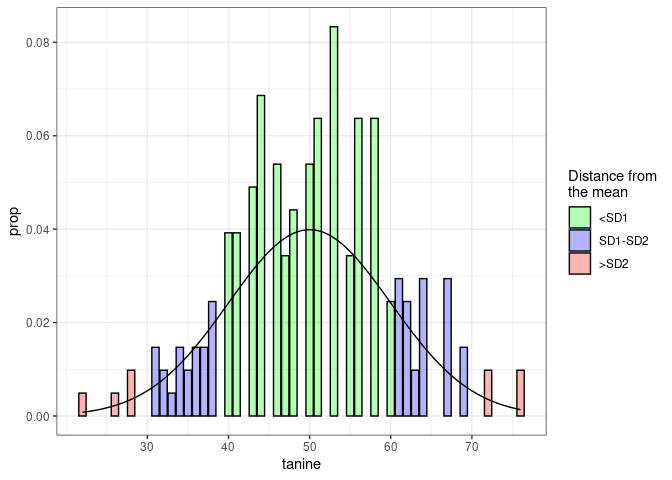 0.08
0.06
0.04
0.02
0.00
prop
30 40 50 60 70
tanine
Distance from
the mean
<SD1
SD1-SD2
>SD2